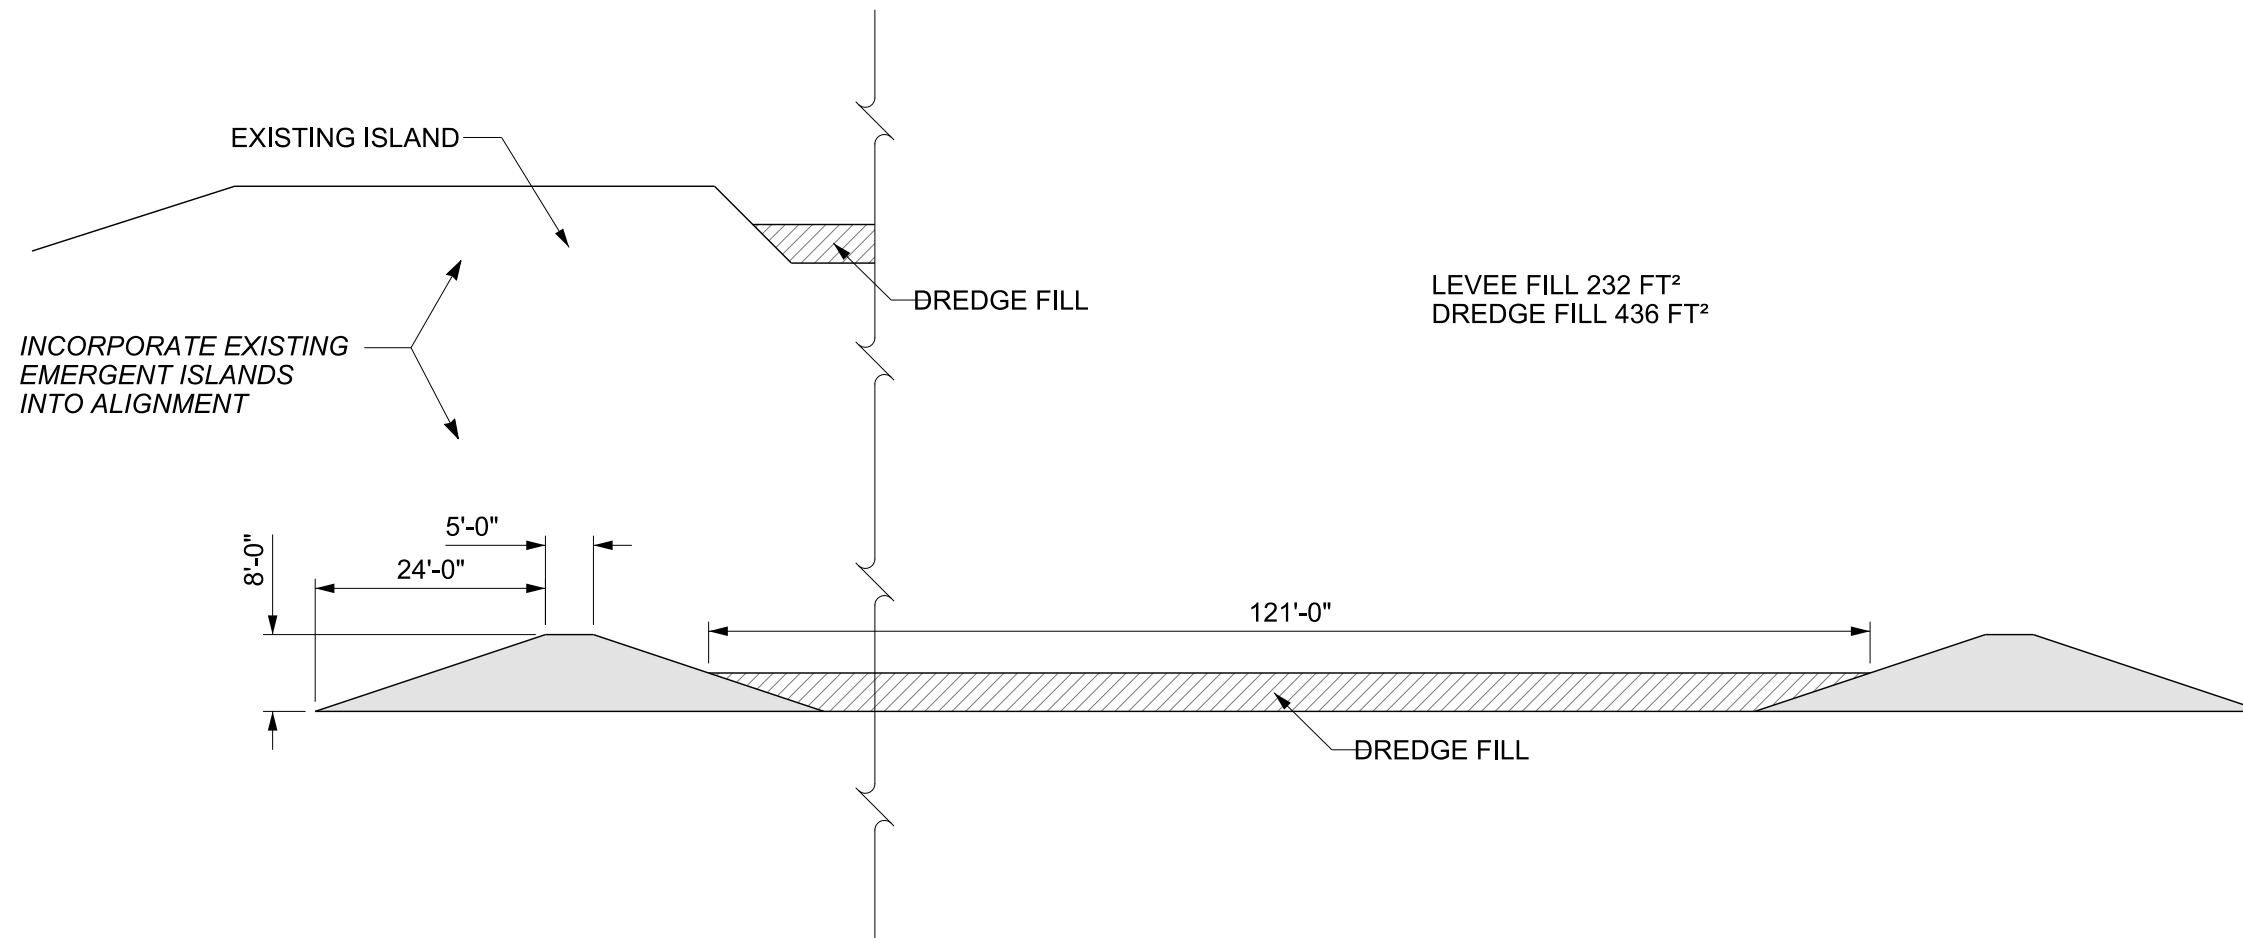 EXISTING ISLAND
DREDGE FILL
LEVEE FILL 232 FT²
DREDGE FILL 436 FT²
INCORPORATE EXISTING
EMERGENT ISLANDS
INTO ALIGNMENT
5'-0"
8'-0"
24'-0"
121'-0"
DREDGE FILL